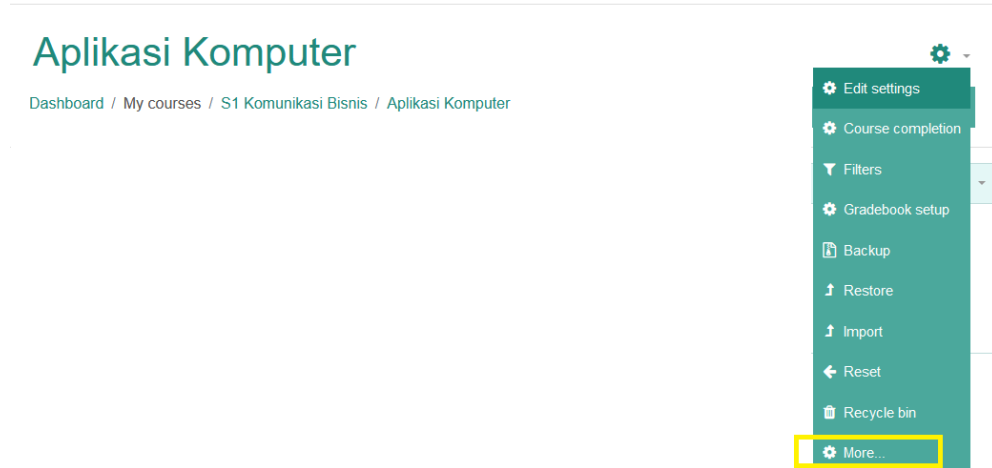 Aplikasi Komputer
Dashboard / My courses / S1 Komunikasi Bisnis / Aplikasi Komputer
Edit settings
Course completion
Filters
Gradebook setup
Backup
Restore
Import
Reset
Recycle bin
More...